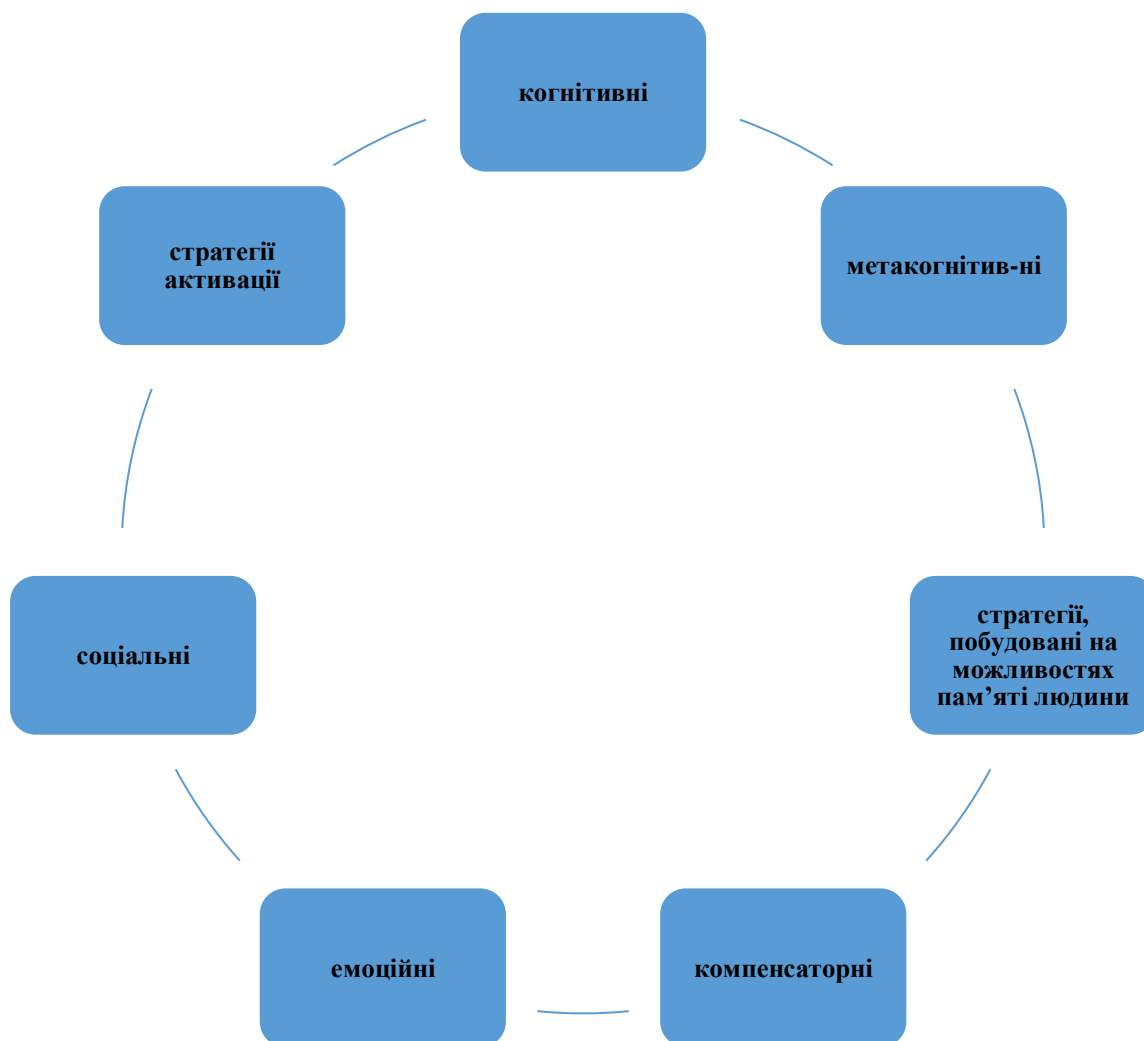 когнітивні
метакогнітив-ні
стратегії,
побудовані на
можливостях
пам’яті людини
компенсаторні
емоційні
соціальні
стратегії
активації